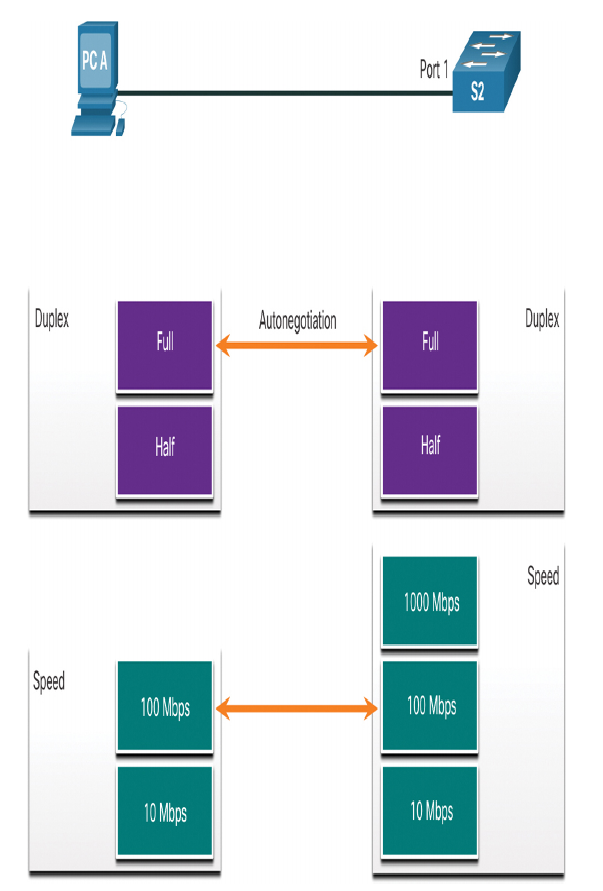 PC A
Port 1
S2
Duplex
Full
Autonegotiation
Full
Duplex
Half
Half
1000 Mbps
Speed
Speed
100 Mbps
100 Mbps
10 Mbps
10 Mbps